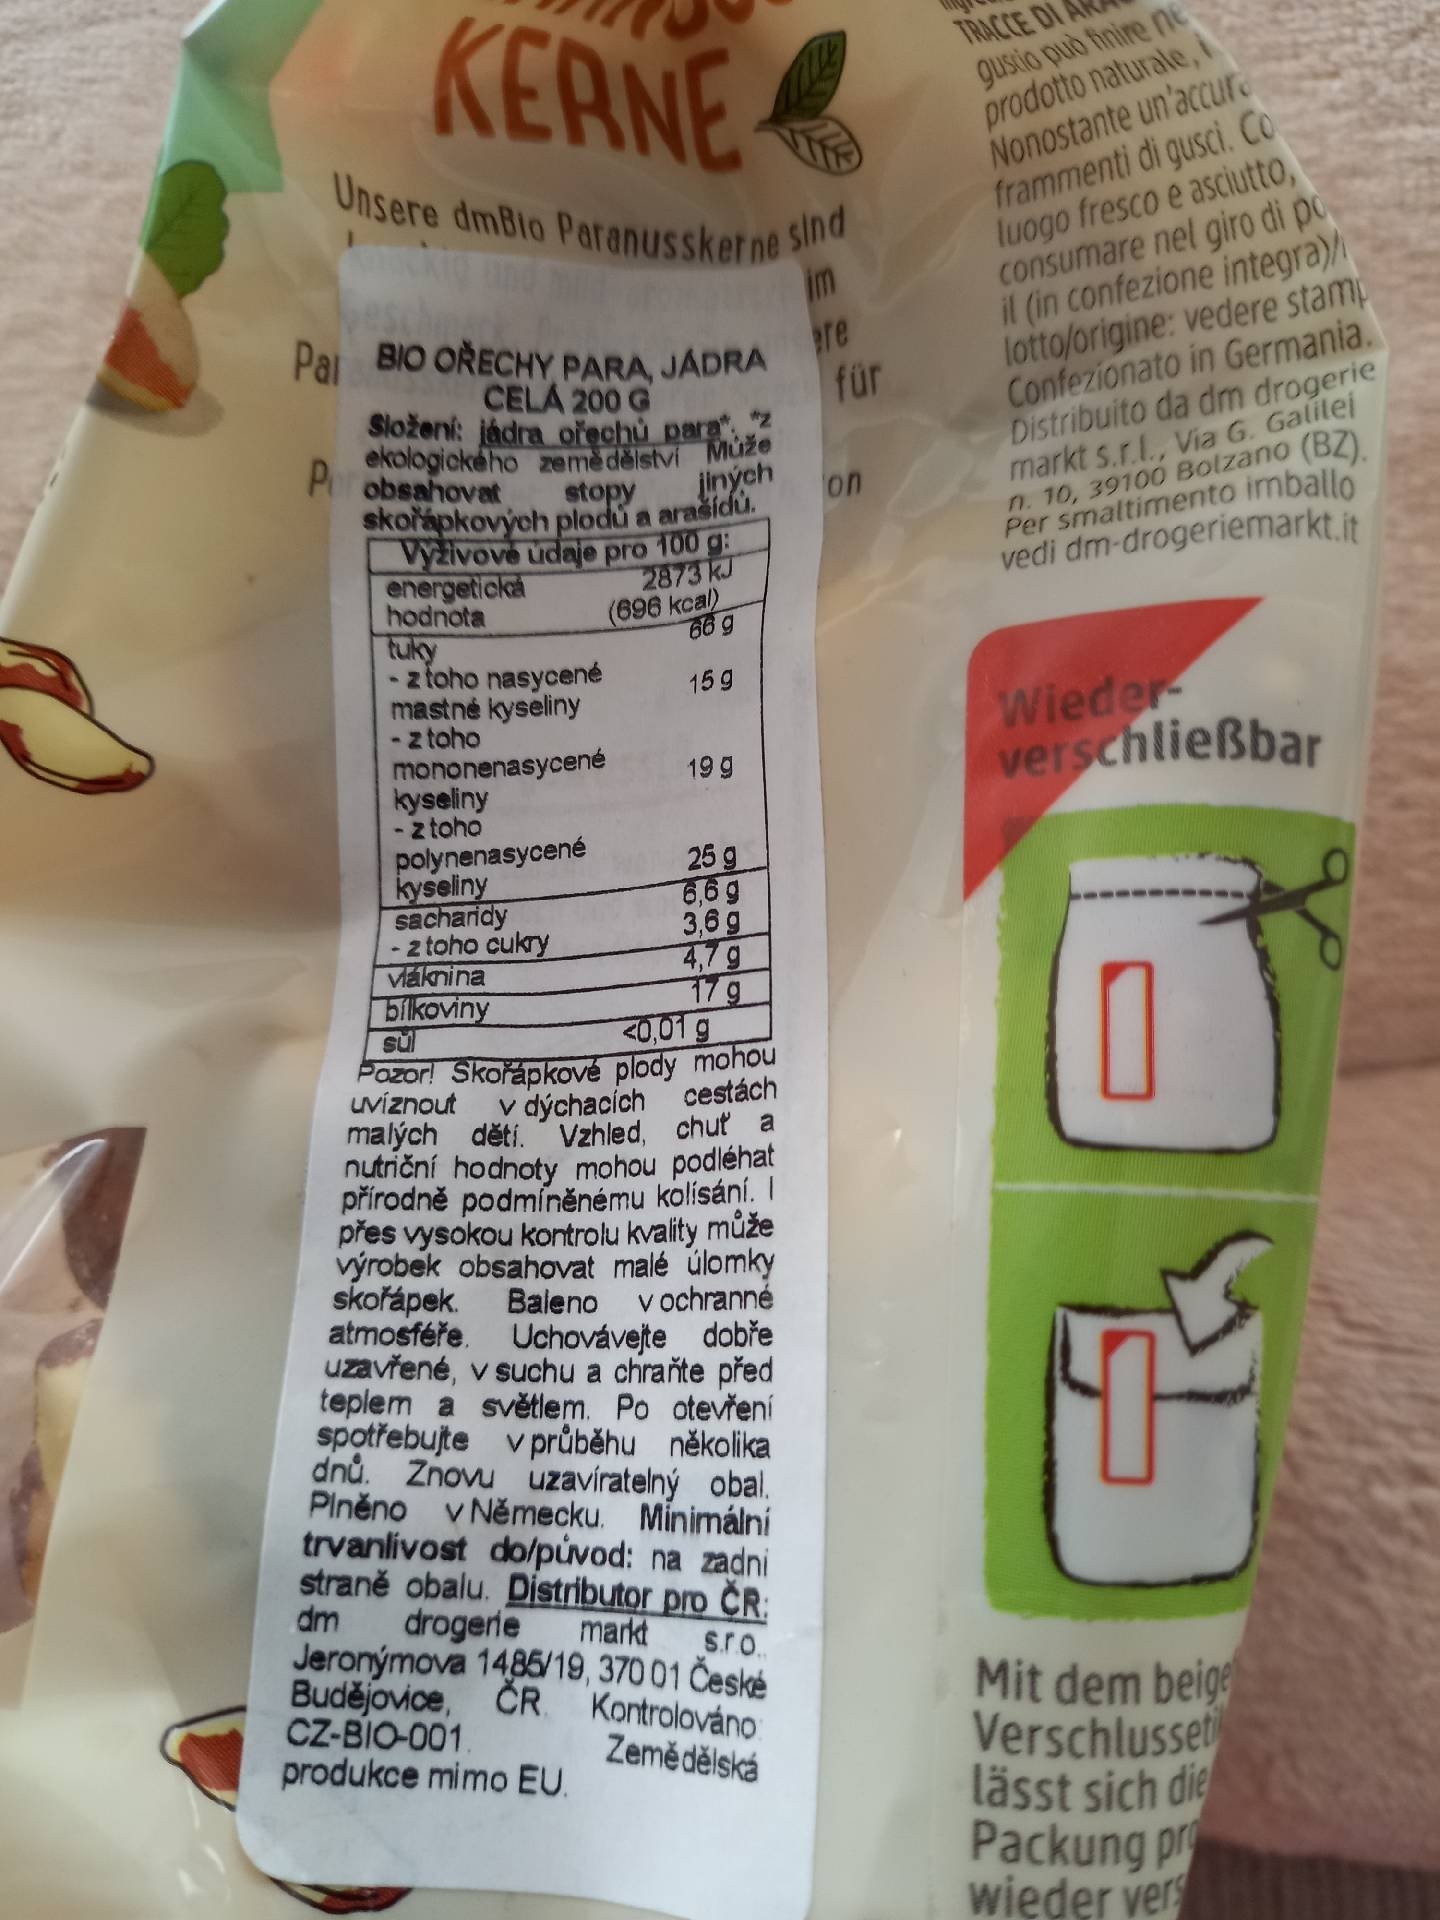 KERNE
Unsere dmBio Paranusskerne sind
im
ere
für
on
BIO OŘECHY PARA, JÁDRA
CELÁ 200 G
Složení: jádra ořechů para*. *z
ekologického zemědělství Může
obsahovat stopy jiných
skořápkových plodů a arašídů.
Výživové údaje pro 100 g:
energetická 2873 kJ
hodnota (696 kcal)
tuky 66 g
- z toho nasycené
mastné kyseliny 15 g
- z toho
mononenasycené
kyseliny 19 g
- z toho
polynenasycené
kyseliny 25 g
sacharidy 6,6 g
- z toho cukry 3,6 g
vláknina 4,7 g
bílkoviny 17 g
sůl <0,01 g
Pozor! Skořápkové plody mohou
uvíznout v dýchacích cestách
malých dětí. Vzhled, chuť a
nutriční hodnoty mohou podléhat
přírodně podmíněnému kolísání. I
přes vysokou kontrolu kvality může
výrobek obsahovat malé úlomky
skořápek. Baleno v ochranné
atmosféře. Uchovávejte dobře
uzavřené, v suchu a chraňte před
teplem a světlem. Po otevření
spotřebujte v průběhu několika
dnů. Znovu uzavíratelný obal.
Plněno v Německu. Minimální
trvanlivost do/původ: na zadní
straně obalu. Distributor pro ČR:
dm drogerie markt s.r.o.,
Jeronýmova 1485/19, 370 01 České
Budějovice, ČR. Kontrolováno:
CZ-BIO-001. Zemědělská
produkce mimo EU.
TRACCE DI
gusto può finire
prodotto naturale,
Nonostante un'accura
frammenti di gusci. Co
luogo fresco e asciutto,
consumare nel giro di po
il (in confezione integra)/
lotto/origine: vedere stamp
Confezionato in Germania.
Distribuito da dm drogerie
markt s.r.l., Via G. Galilei
n. 10, 39100 Bolzano (BZ).
Per smaltimento imballo
vedi dm-drogeriemarkt.it
Wieder-
verschließbar
Mit dem beige
Verschlusseti
lässt sich die
Packung pro
wieder vers